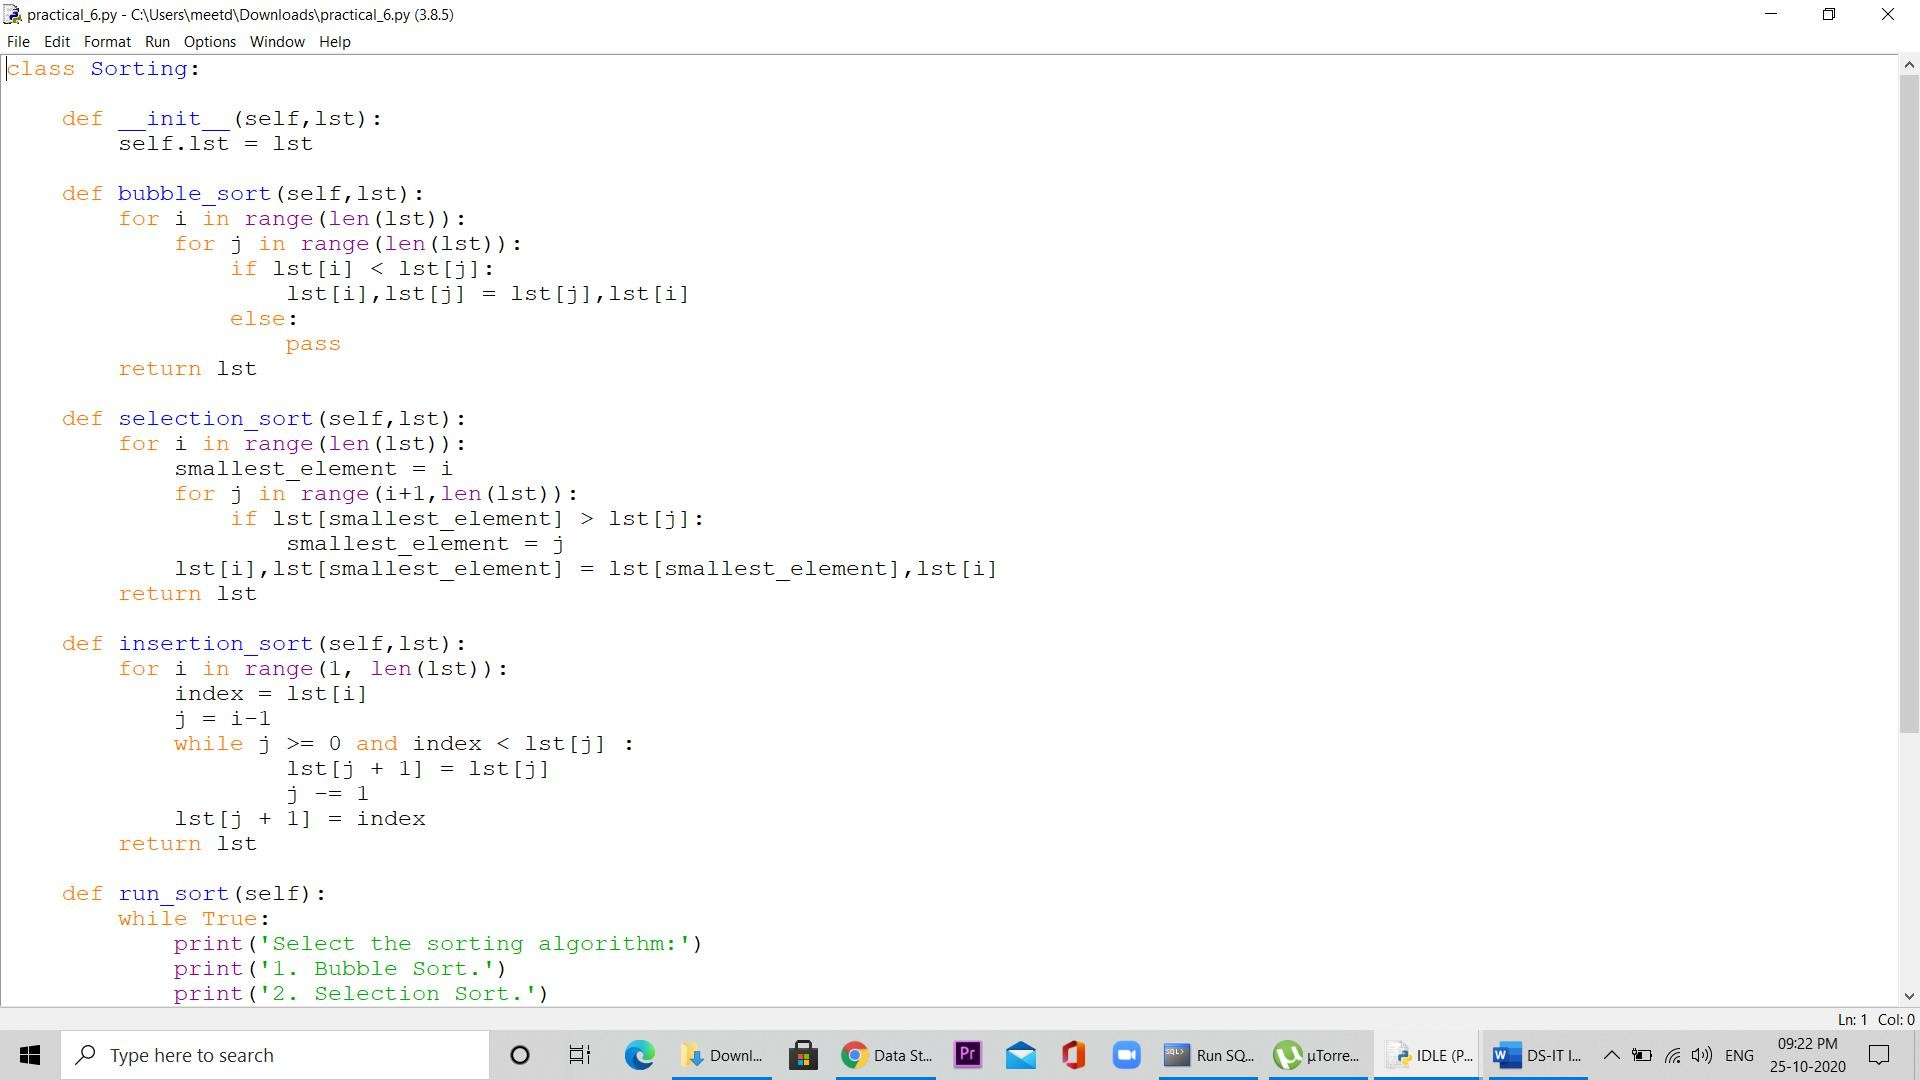 practical_6.py - C:\Users\meetd\Downloads\practical_6.py (3.8.5)
File Edit Format Run Options Window Help
class Sorting:

    def __init__(self,lst):
        self.lst = lst

    def bubble_sort(self,lst):
        for i in range(len(lst)):
            for j in range(len(lst)):
                if lst[i] < lst[j]:
                    lst[i],lst[j] = lst[j],lst[i]
                else:
                    pass
        return lst

    def selection_sort(self,lst):
        for i in range(len(lst)):
            smallest_element = i
            for j in range(i+1,len(lst)):
                if lst[smallest_element] > lst[j]:
                    smallest_element = j
            lst[i],lst[smallest_element] = lst[smallest_element],lst[i]
        return lst

    def insertion_sort(self,lst):
        for i in range(1, len(lst)):
            index = lst[i]
            j = i-1
            while j >= 0 and index < lst[j] :
                    lst[j + 1] = lst[j]
                    j -= 1
            lst[j + 1] = index
        return lst

    def run_sort(self):
        while True:
            print('Select the sorting algorithm:')
            print('1. Bubble Sort.')
            print('2. Selection Sort.')
Ln: 1 Col: 0
Type here to search
Downl...
Data St...
Pr
SQL>
Run SQ...
µTorre...
IDLE (P...
W
DS-IT I...
ENG
09:22 PM
25-10-2020